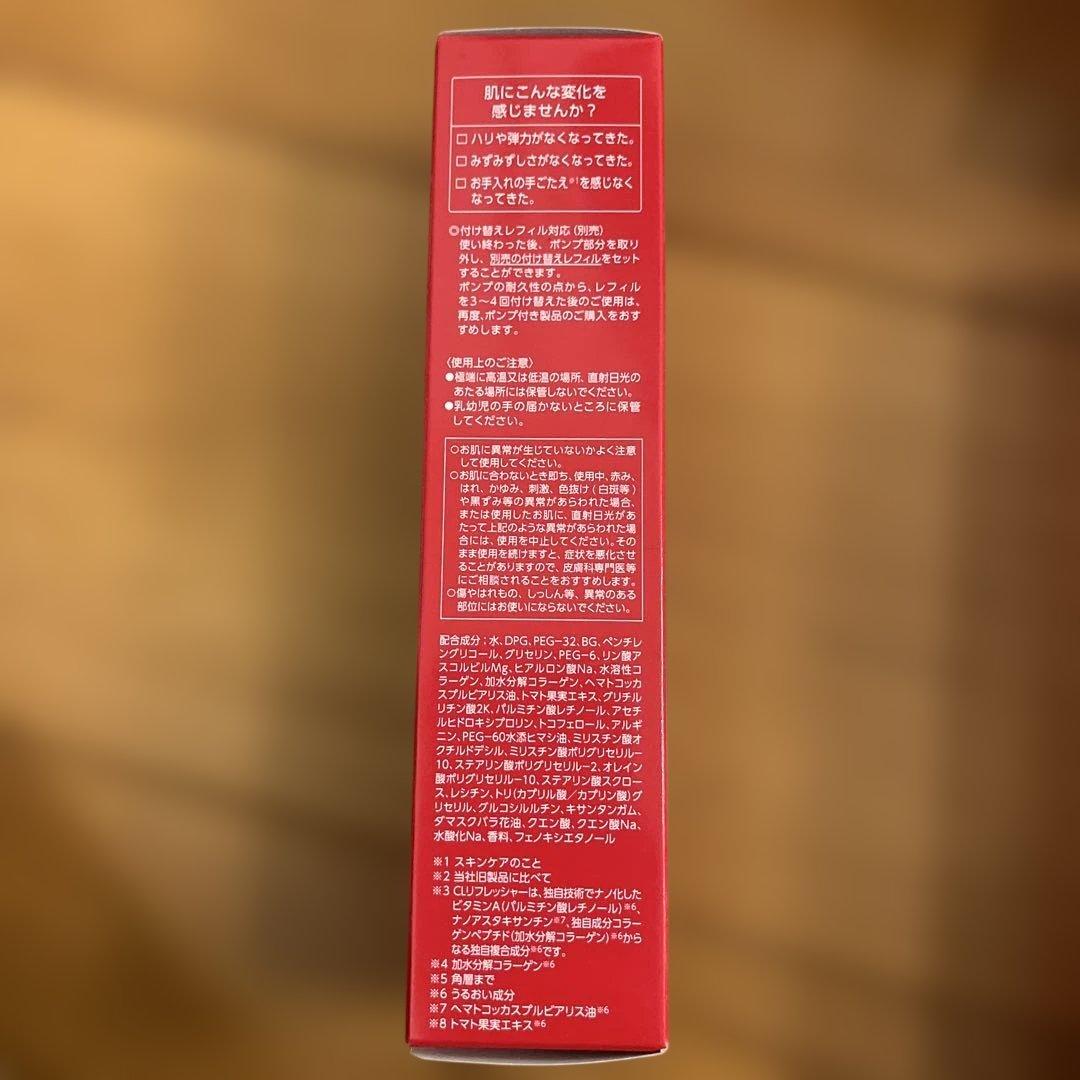 肌にこんな変化を
感じませんか？
□ ハリや弾力がなくなってきた。
□ みずみずしさがなくなってきた。
□ お手入れの手ごたえ※1を感じなく
なってきた。
◎付け替えレフィル対応（別売）
使い終わった後、ポンプ部分を取り
外し、別売の付け替えレフィルをセット
することができます。
ポンプの耐久性の点から、レフィル
を3〜4回付け替えた後のご使用は、
再度、ポンプ付き製品のご購入をおす
すめします。
〈使用上のご注意〉
●極端に高温又は低温の場所、直射日光の
あたる場所には保管しないでください。
●乳幼児の手の届かないところに保管
してください。
○お肌に異常が生じていないかよく注意
して使用してください。
○お肌に合わないとき即ち、使用中、赤み、
はれ、かゆみ、刺激、色抜け（白斑等）
や黒ずみ等の異常があらわれた場合、
または使用したお肌に、直射日光があ
たって上記のような異常があらわれた場
合には、使用を中止してください。その
まま使用を続けますと、症状を悪化させ
ることがありますので、皮膚科専門医等
にご相談されることをおすすめします。
○傷やはれもの、しっしん等、異常のある
部位にはお使いにならないでください。
配合成分；水、DPG、PEG−32、BG、ペンチレ
ングリコール、グリセリン、PEG−6、リン酸ア
スコルビルMg、ヒアルロン酸Na、水溶性コ
ラーゲン、加水分解コラーゲン、ヘマトコッカ
スプルビアリス油、トマト果実エキス、グリチル
リチン酸2K、パルミチン酸レチノール、アセチ
ルヒドロキシプロリン、トコフェロール、アルギ
ニン、PEG−60水添ヒマシ油、ミリスチン酸オ
クチルドデシル、ミリスチン酸ポリグリセリル−
10、ステアリン酸ポリグリセリル−2、オレイン
酸ポリグリセリル−10、ステアリン酸スクロー
ス、レシチン、トリ（カプリル酸／カプリン酸）グ
リセリル、グルコシルルチン、キサンタンガム、
ダマスクバラ花油、クエン酸、クエン酸Na、
水酸化Na、香料、フェノキシエタノール
※1 スキンケアのこと
※2 当社旧製品に比べて
※3 CLリフレッシャーは、独自技術でナノ化した
ビタミンA（パルミチン酸レチノール）※6、
ナノアスタキサンチン※7、独自成分コラー
ゲンペプチド（加水分解コラーゲン）※6から
なる独自複合成分※6です。
※4 加水分解コラーゲン※6
※5 角層まで
※6 うるおい成分
※7 ヘマトコッカスプルビアリス油※6
※8 トマト果実エキス※6